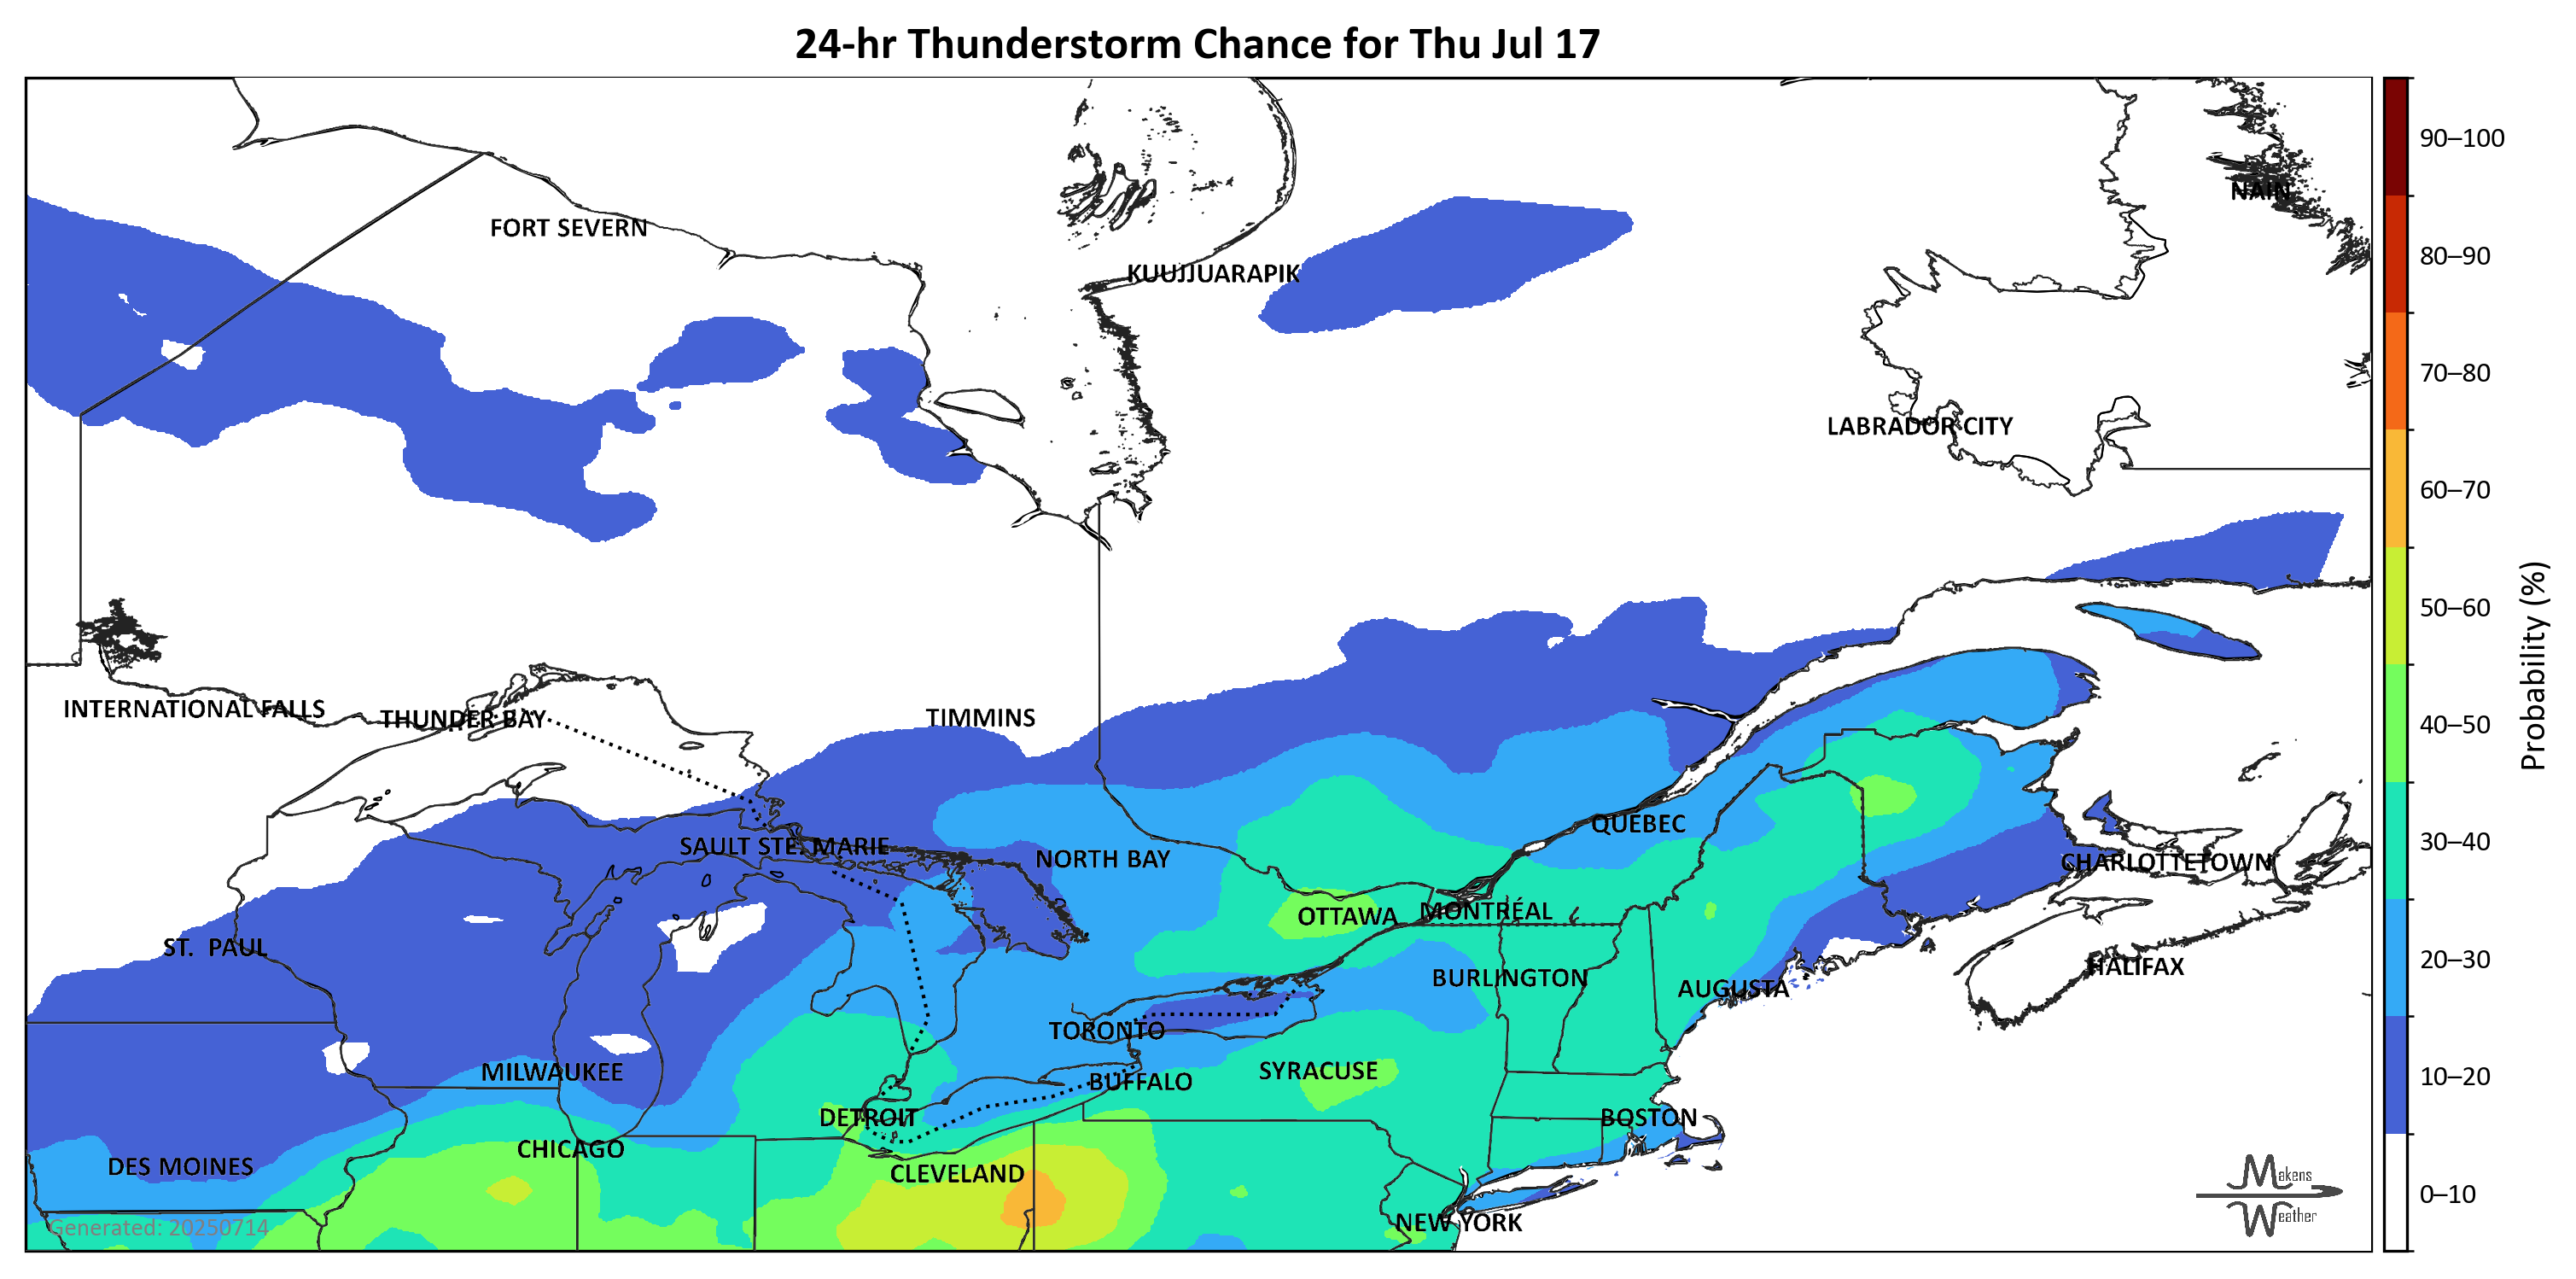 24-hr Thunderstorm Chance for Thu Jul 17
90–100
NAIN
FORT SEVERN
80–90
KUUJJUARAPIK
70–80
LABRADOR CITY
60–70
50–60
Probability (%)
INTERNATIONAL FALLS
THUNDER BAY
TIMMINS
40–50
QUEBEC
30–40
SAULT STE. MARIE
NORTH BAY
CHARLOTTETOWN
OTTAWA
MONTRÉAL
ST. PAUL
20–30
HALIFAX
BURLINGTON
AUGUSTA
TORONTO
MILWAUKEE
SYRACUSE
BUFFALO
10–20
DETROIT
BOSTON
CHICAGO
DES MOINES
CLEVELAND
0–10
Makens
Weather
NEW YORK
Generated: 20250714